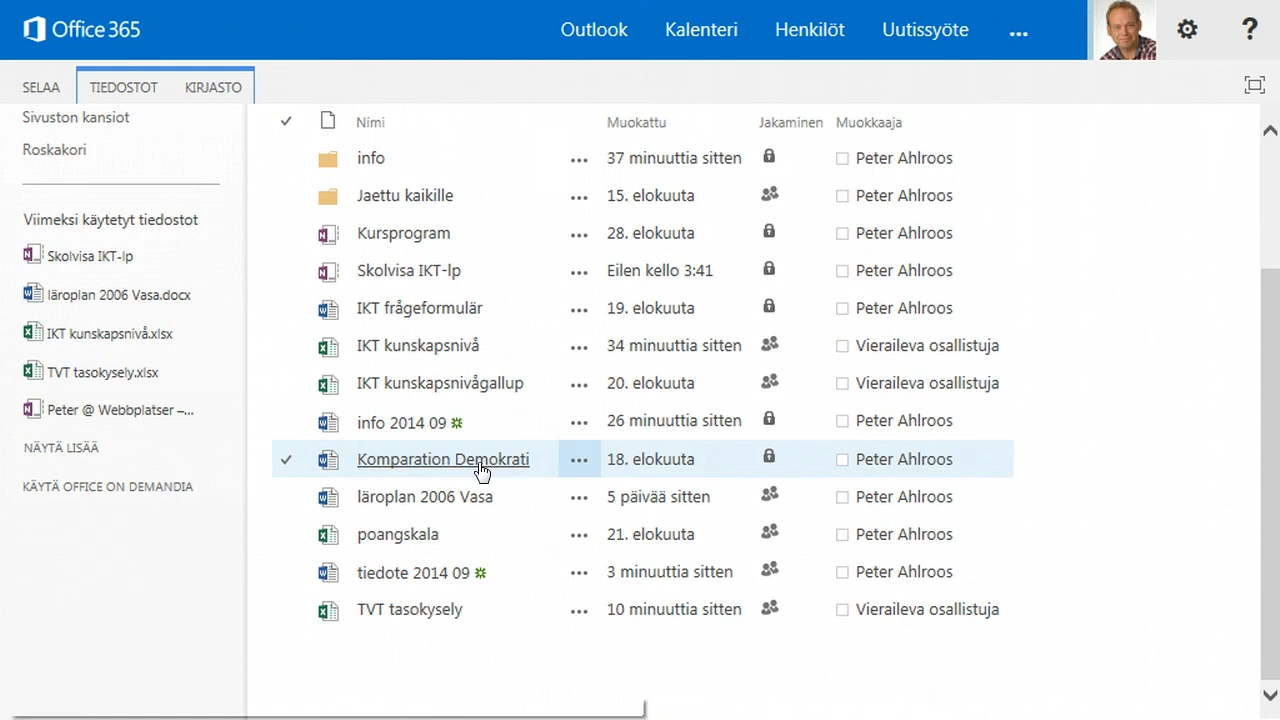 Office 365 Outlook Kalenteri Henkilöt Uutissyöte ... ?
SELAA TIEDOSTOT KIRJASTO
Sivuston kansiot
Roskakori
Viimeksi käytetyt tiedostot
Skolvisa IKT-lp
läroplan 2006 Vasa.docx
IKT kunskapsnivå.xlsx
TVT tasokysely.xlsx
Peter @ Webbplatser –...
NÄYTÄ LISÄÄ
KÄYTÄ OFFICE ON DEMANDIA
Nimi Muokattu Jakaminen Muokkaaja
info ... 37 minuuttia sitten Peter Ahlroos
Jaettu kaikille ... 15. elokuuta Peter Ahlroos
Kursprogram ... 28. elokuuta Peter Ahlroos
Skolvisa IKT-lp ... Eilen kello 3:41 Peter Ahlroos
IKT frågeformulär ... 19. elokuuta Peter Ahlroos
IKT kunskapsnivå ... 34 minuuttia sitten Vieraileva osallistuja
IKT kunskapsnivågallup ... 20. elokuuta Vieraileva osallistuja
info 2014 09 ... 26 minuuttia sitten Peter Ahlroos
Komparation Demokrati ... 18. elokuuta Peter Ahlroos
läroplan 2006 Vasa ... 5 päivää sitten Peter Ahlroos
poangskala ... 21. elokuuta Peter Ahlroos
tiedote 2014 09 ... 3 minuuttia sitten Peter Ahlroos
TVT tasokysely ... 10 minuuttia sitten Vieraileva osallistuja